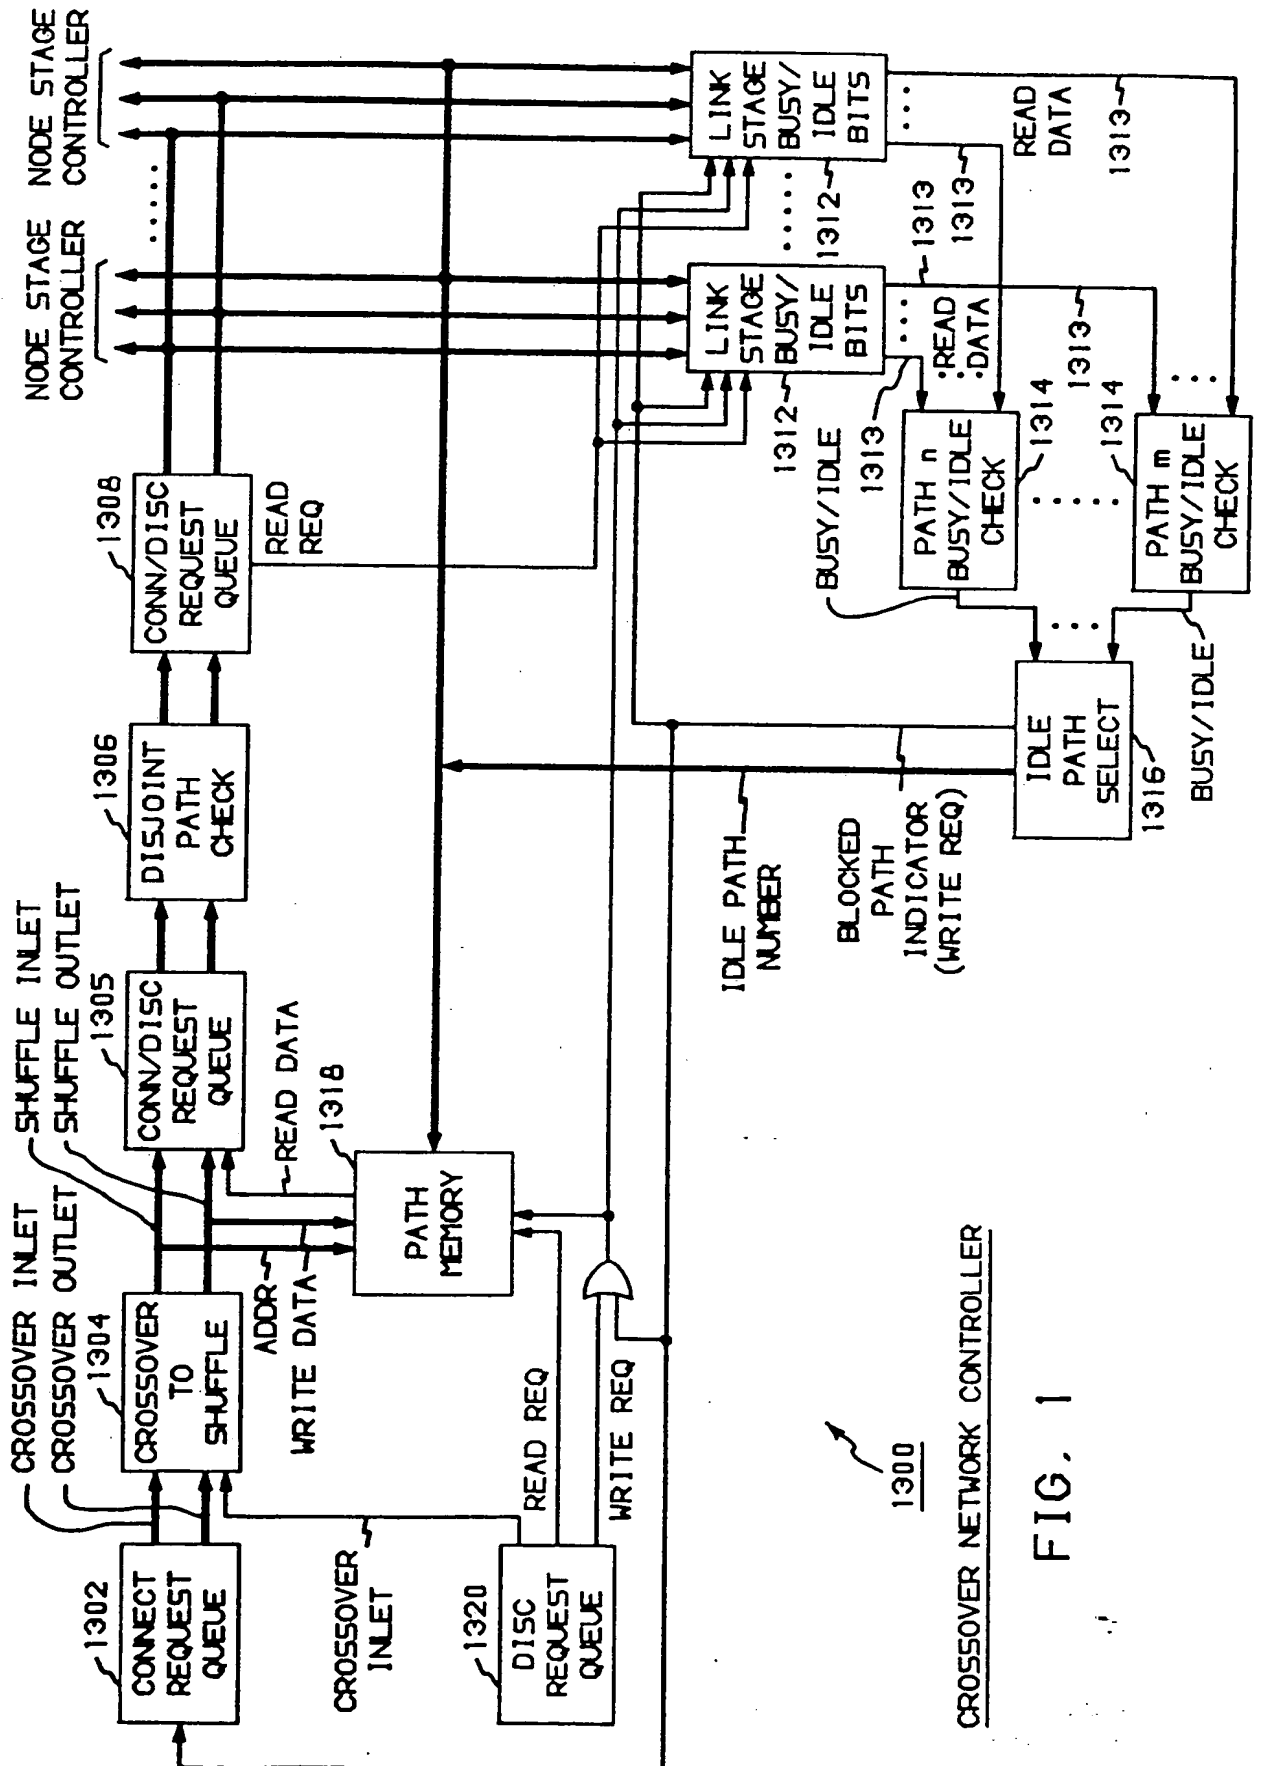 CROSSOVER INLET
CROSSOVER OUTLET
SHUFFLE INLET
SHUFFLE OUTLET
NODE STAGE
CONTROLLER
NODE STAGE
CONTROLLER
1302
CONNECT
REQUEST
QUEUE
1304
CROSSOVER
TO
SHUFFLE
1305
CONN/DISC
REQUEST
QUEUE
1306
DISJOINT
PATH
CHECK
1308
CONN/DISC
REQUEST
QUEUE
READ
REQ
ADDR
WRITE DATA
READ DATA
1318
PATH
MEMORY
CROSSOVER
INLET
1320
DISC
REQUEST
QUEUE
READ REQ
WRITE REQ
LINK
STAGE
BUSY/
IDLE
BITS
1312
LINK
STAGE
BUSY/
IDLE
BITS
1312
1313
READ
DATA
1313
1313
READ
DATA
1313
1313
BUSY/IDLE
PATH n
BUSY/IDLE
CHECK
1314
1314
PATH m
BUSY/IDLE
CHECK
BUSY/IDLE
IDLE
PATH
SELECT
1316
IDLE PATH
NUMBER
BLOCKED
PATH
INDICATOR
(WRITE REQ)
1300
CROSSOVER NETWORK CONTROLLER
FIG. 1